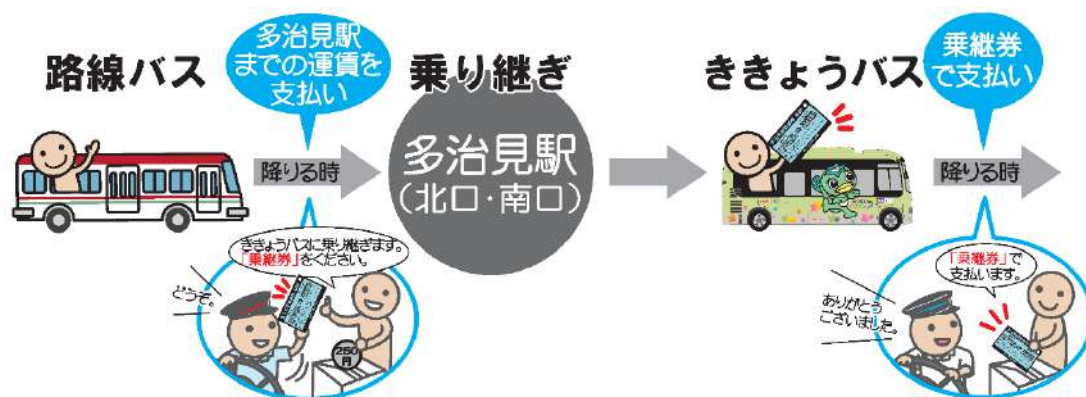 路線バス
多治見駅
までの運賃を
支払い
降りる時
ききょうバスに乗り継ぎます。
「乗継券」をください。
どうぞ。
250
円
乗り継ぎ
多治見駅
(北口・南口)
ききょうバス
乗継券
で支払い
降りる時
「乗継券」で
支払います。
ありがとう
ございました。